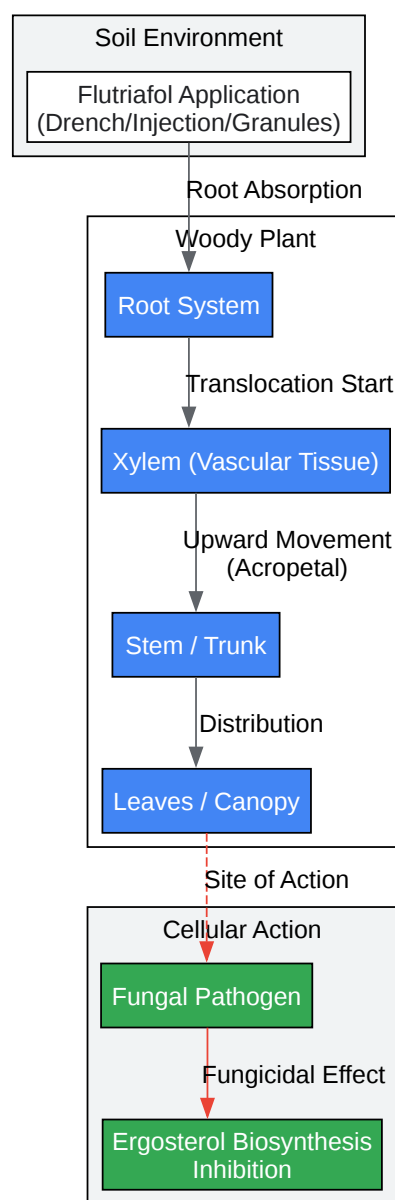 Soil Environment
Flutriafol Application
(Drench/Injection/Granules)
Root Absorption
Woody Plant
Root System
Translocation Start
Xylem (Vascular Tissue)
Upward Movement
(Acropetal)
Stem / Trunk
Distribution
Leaves / Canopy
Site of Action
Cellular Action
Fungal Pathogen
Fungicidal Effect
Ergosterol Biosynthesis
Inhibition